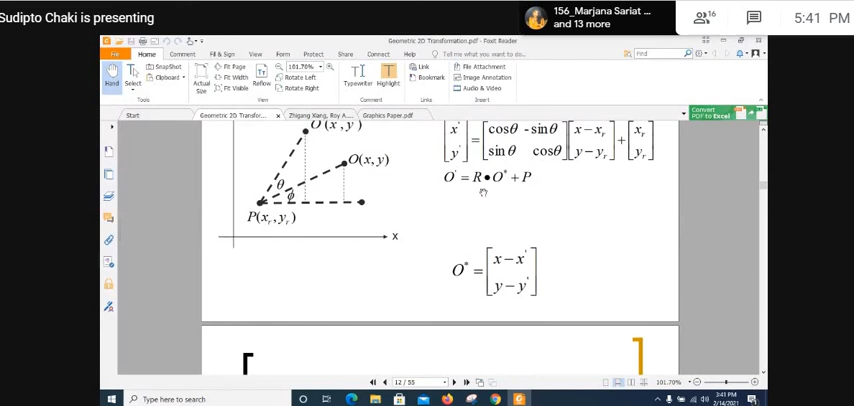 Sudipto Chaki is presenting
156_Marjana Sariat ...
and 13 more
16
5:41 PM
Geometric 2D Transformation.pdf - Foxit Reader
File Home Comment Fill & Sign View Form Protect Share Connect Help Tell me what you want to do... Find
Hand
Select
SnapShot
Clipboard
Actual Size
Fit Page
Fit Width
Fit Visible
Reflow
101.70%
Rotate Left
Rotate Right
Typewriter
Highlight
Link
Bookmark
File Attachment
Image Annotation
Audio & Video
Tools
View
Comment
Links
Insert
Start
Geometric 2D Transfor...
Zhigang Xiang, Roy A....
Graphics Paper.pdf
Convert PDF to Excel
O'(x', y')
O(x, y)
θ
ϕ
P(x_r, y_r)
x
[x' y'] = [cosθ -sinθ sinθ cosθ][x − x_r y − y_r] + [x_r y_r]
O' = R • O* + P
O* = [x − x' y − y']
12 / 55
101.70%
Type here to search
3:41 PM
2/14/2021